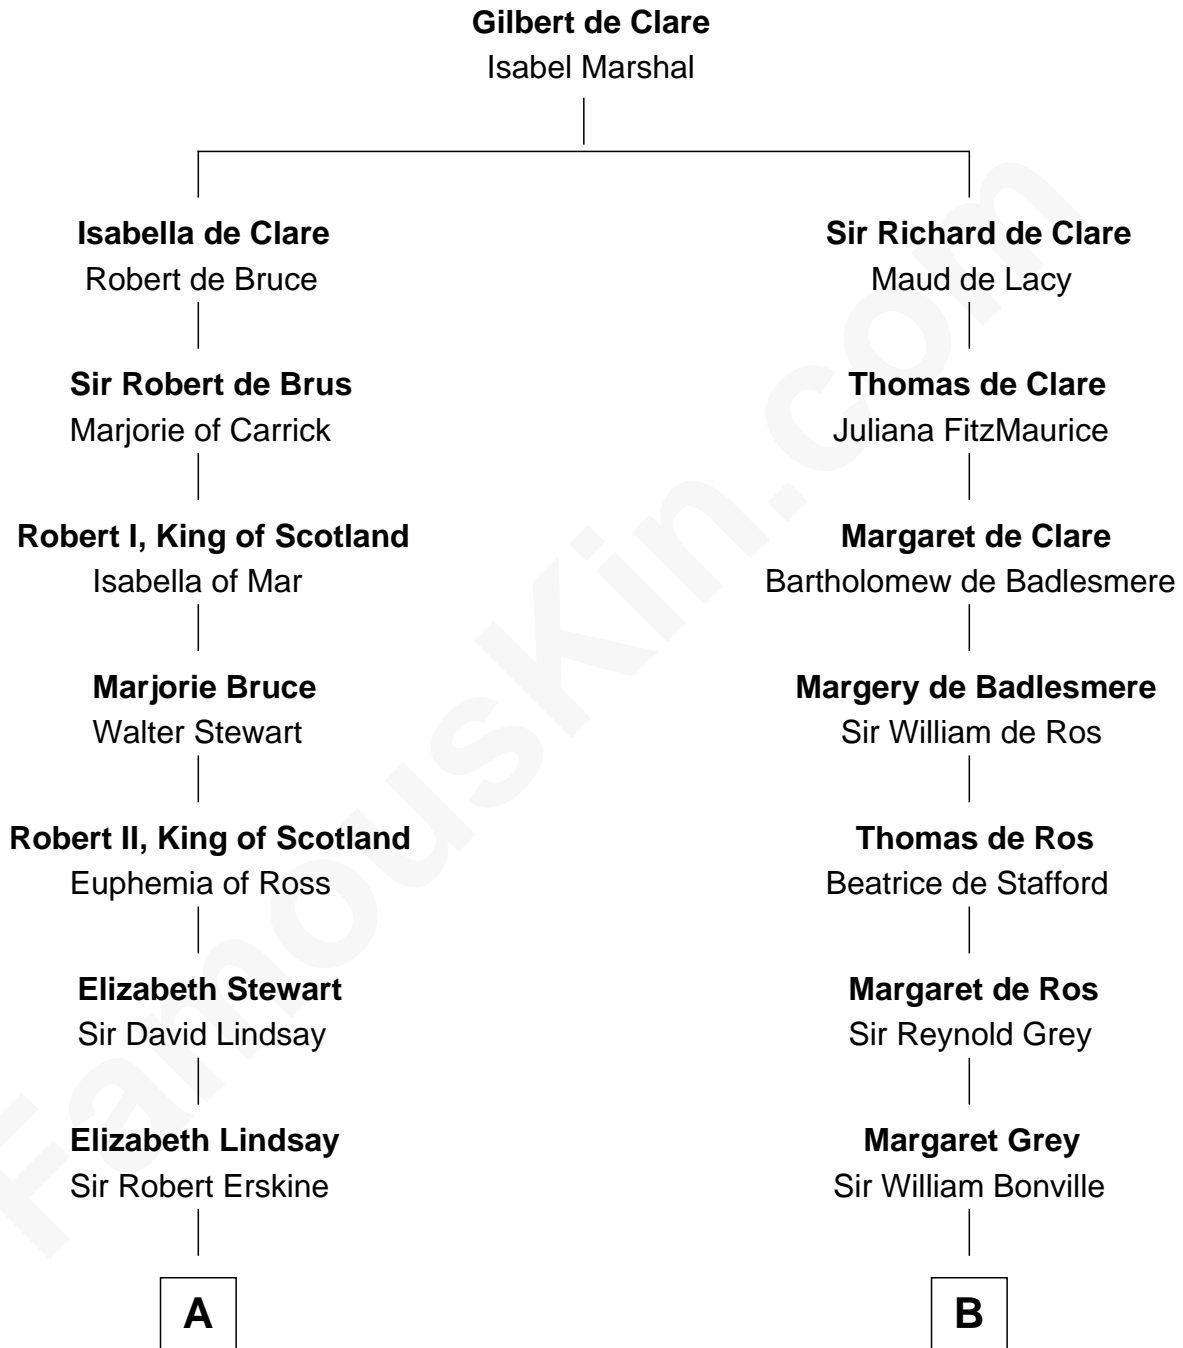 Gilbert de Clare
Isabel Marshal
Isabella de Clare
Robert de Bruce
Sir Richard de Clare
Maud de Lacy
Sir Robert de Brus
Marjorie of Carrick
Thomas de Clare
Juliana FitzMaurice
Robert I, King of Scotland
Isabella of Mar
Margaret de Clare
Bartholomew de Badlesmere
Marjorie Bruce
Walter Stewart
Margery de Badlesmere
Sir William de Ros
Robert II, King of Scotland
Euphemia of Ross
Thomas de Ros
Beatrice de Stafford
Elizabeth Stewart
Sir David Lindsay
Margaret de Ros
Sir Reynold Grey
Elizabeth Lindsay
Sir Robert Erskine
Margaret Grey
Sir William Bonville
A
B
FamousKin.com